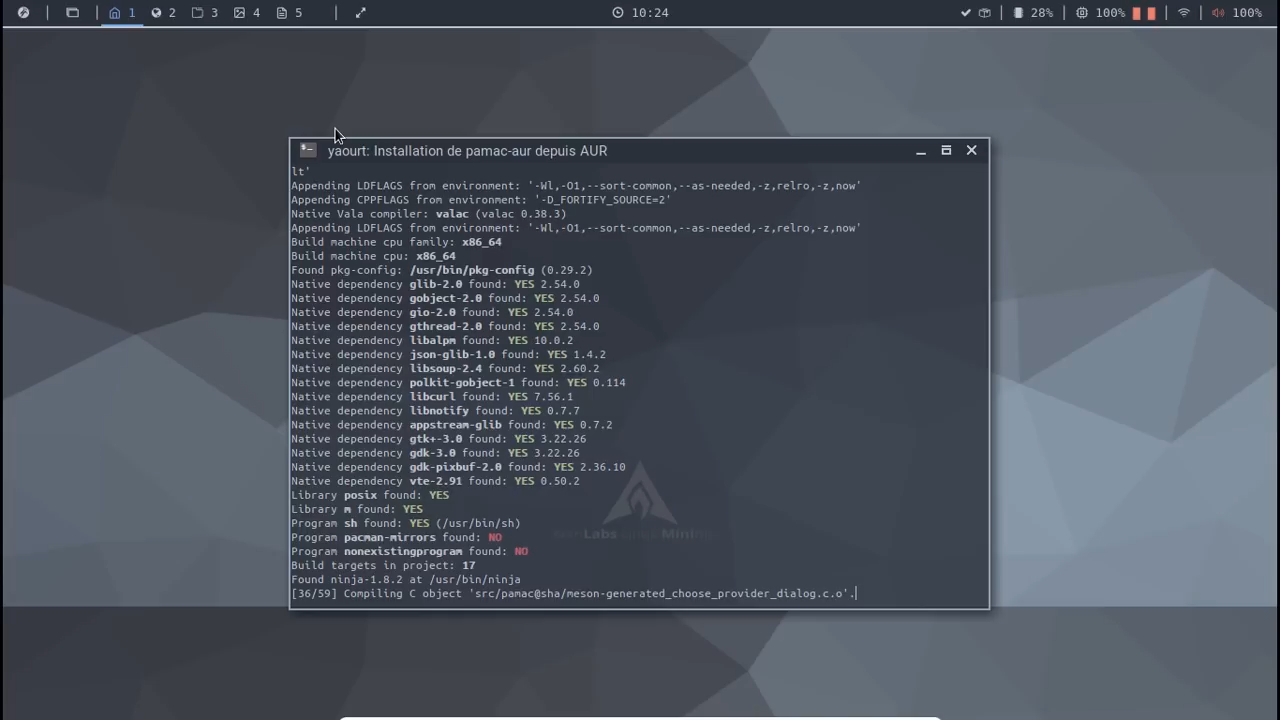 1 2 3 4 5 10:24 28% 100% 100%
yaourt: Installation de pamac-aur depuis AUR
lt'
Appending LDFLAGS from environment: '-Wl,-O1,--sort-common,--as-needed,-z,relro,-z,now'
Appending CPPFLAGS from environment: '-D_FORTIFY_SOURCE=2'
Native Vala compiler: valac (valac 0.38.3)
Appending LDFLAGS from environment: '-Wl,-O1,--sort-common,--as-needed,-z,relro,-z,now'
Build machine cpu family: x86_64
Build machine cpu: x86_64
Found pkg-config: /usr/bin/pkg-config (0.29.2)
Native dependency glib-2.0 found: YES 2.54.0
Native dependency gobject-2.0 found: YES 2.54.0
Native dependency gio-2.0 found: YES 2.54.0
Native dependency gthread-2.0 found: YES 2.54.0
Native dependency libalpm found: YES 10.0.2
Native dependency json-glib-1.0 found: YES 1.4.2
Native dependency libsoup-2.4 found: YES 2.60.2
Native dependency polkit-gobject-1 found: YES 0.114
Native dependency libcurl found: YES 7.56.1
Native dependency libnotify found: YES 0.7.7
Native dependency appstream-glib found: YES 0.7.2
Native dependency gtk+-3.0 found: YES 3.22.26
Native dependency gdk-3.0 found: YES 3.22.26
Native dependency gdk-pixbuf-2.0 found: YES 2.36.10
Native dependency vte-2.91 found: YES 0.50.2
Library posix found: YES
Library m found: YES
Program sh found: YES (/usr/bin/sh)
Program pacman-mirrors found: NO
Program nonexistingprogram found: NO
Build targets in project: 17
Found ninja-1.8.2 at /usr/bin/ninja
[36/59] Compiling C object 'src/pamac@sha/meson-generated_choose_provider_dialog.c.o'.